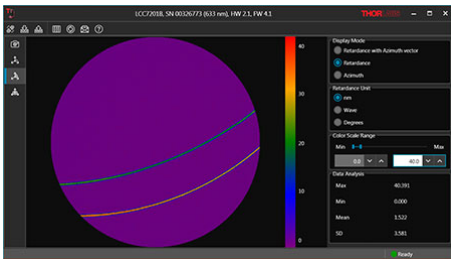 LCC7201B, SN 00326773 (633 nm), HW 2.1, FW 4.1
THORLABS
Display Mode
Retardance with Azimuth vector
Retardance
Azimuth
Retardance Unit
nm
Wave
Degrees
Color Scale Range
Min
Max
0.0
40.0
Data Analysis
Max 40.391
Min 0.000
Mean 1.522
SD 3.581
40
30
20
10
0
Ready